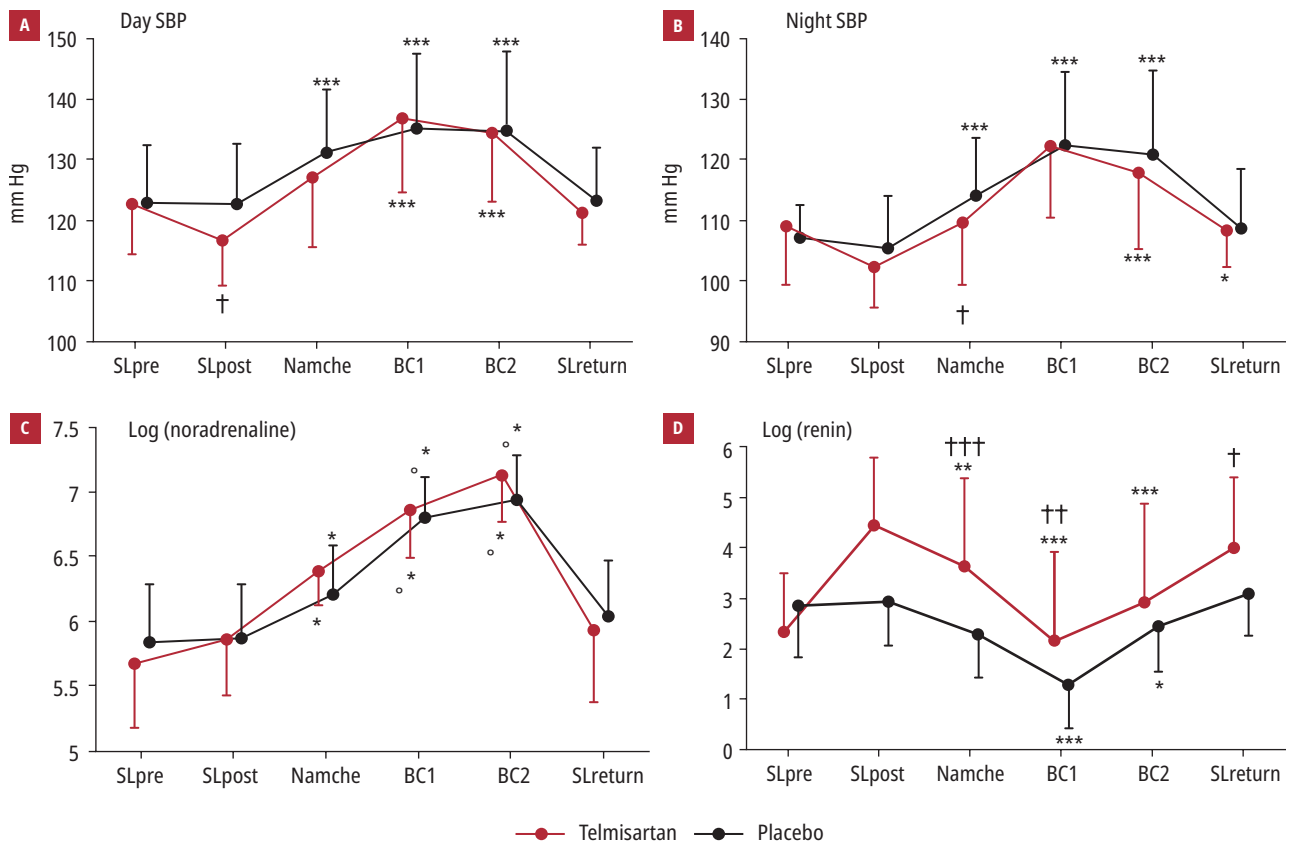 A
Day SBP
150
140
130
120
110
100
mm Hg
***
***
***
***
***
†
SLpre
SLpost
Namche
BC1
BC2
SLreturn
B
Night SBP
140
130
120
110
100
90
mm Hg
***
***
***
***
*
†
SLpre
SLpost
Namche
BC1
BC2
SLreturn
C
Log (noradrenaline)
7.5
7
6.5
6
5.5
5
*
*
° *
° *
° *
° *
SLpre
SLpost
Namche
BC1
BC2
SLreturn
D
Log (renin)
6
5
4
3
2
1
0
†††
**
††
***
***
†
***
*
SLpre
SLpost
Namche
BC1
BC2
SLreturn
Telmisartan
Placebo